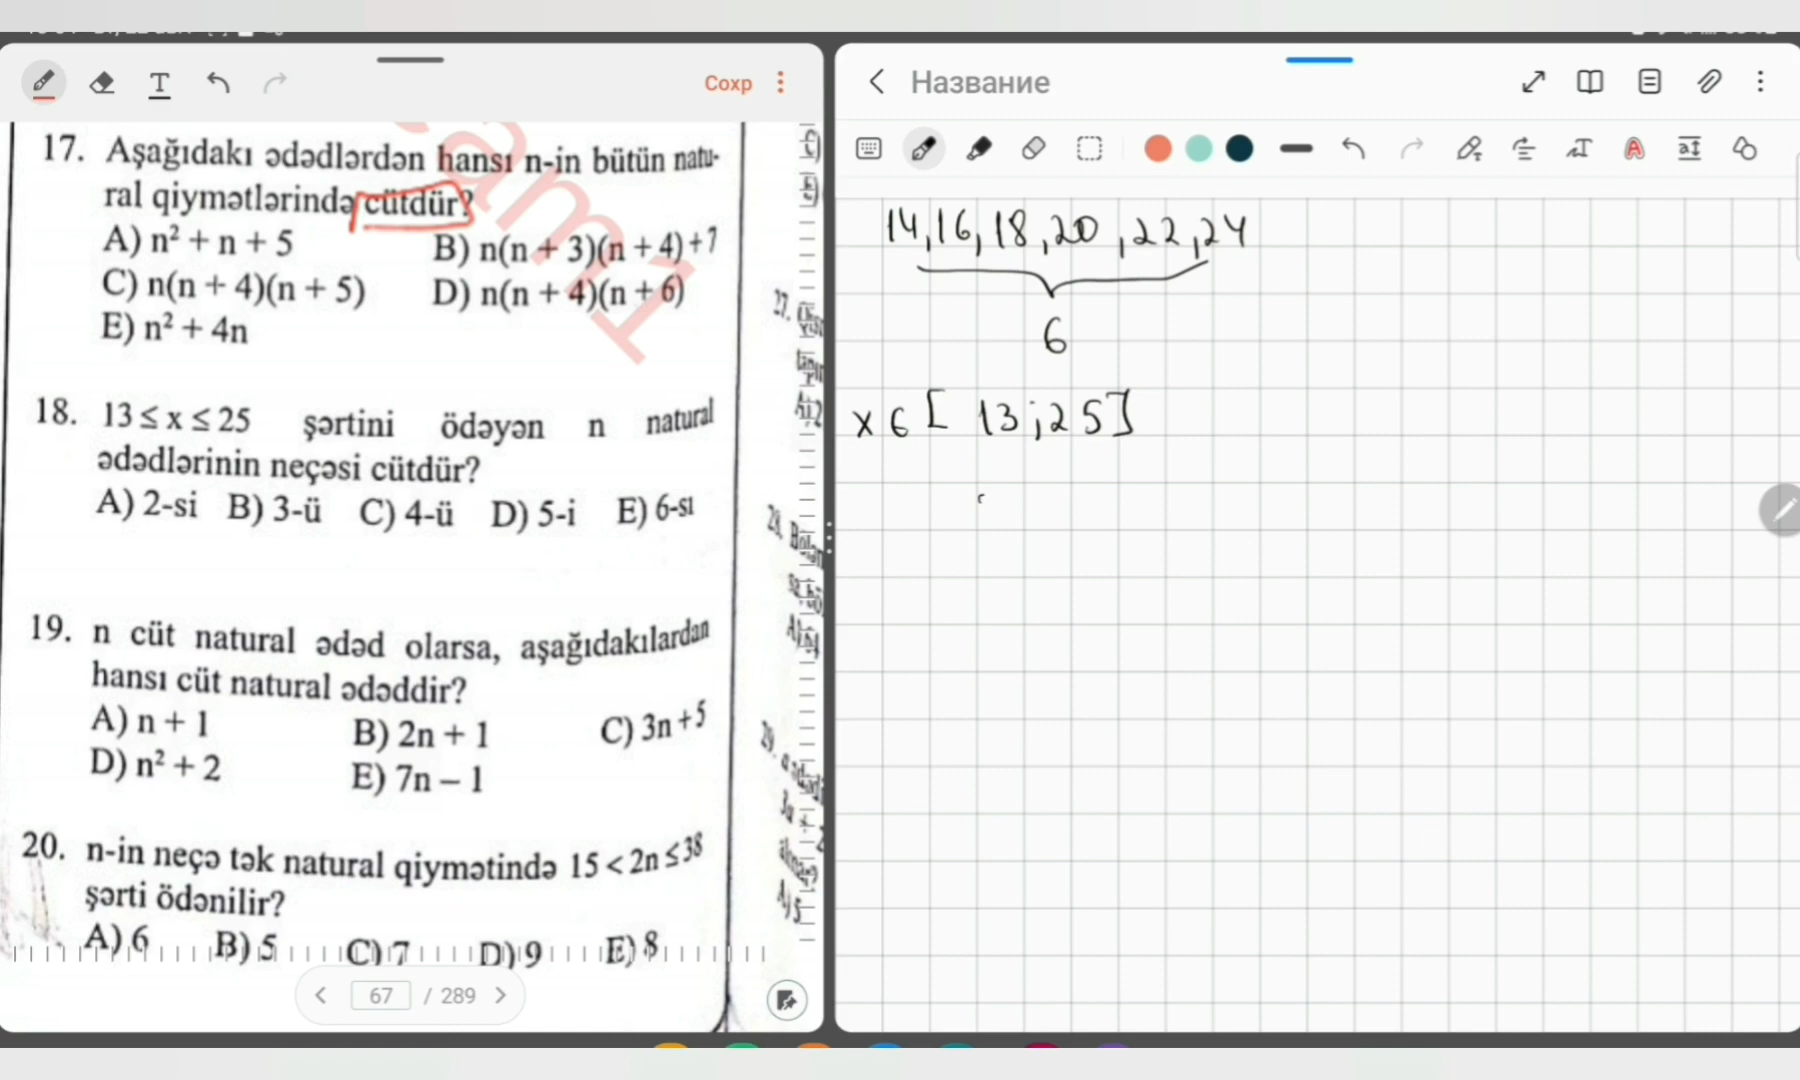 Сохр
17. Aşağıdakı ədədlərdən hansı n-in bütün natu-
ral qiymətlərində cütdür?
A) n² + n + 5 B) n(n + 3)(n + 4) + 7
C) n(n + 4)(n + 5) D) n(n + 4)(n + 6)
E) n² + 4n
18. 13 ≤ x ≤ 25 şərtini ödəyən n natural
ədədlərinin neçəsi cütdür?
A) 2-si B) 3-ü C) 4-ü D) 5-i E) 6-sı
19. n cüt natural ədəd olarsa, aşağıdakılardan
hansı cüt natural ədəddir?
A) n + 1 B) 2n + 1 C) 3n + 5
D) n² + 2 E) 7n – 1
20. n-in neçə tək natural qiymətində 15 < 2n ≤ 38
şərti ödənilir?
A) 6 B) 5 C) 7 D) 9 E) 8
67 / 289
27.
28.
29.
Название
14, 16, 18, 20, 22, 24
6
x ϵ [ 13 ; 25 ]